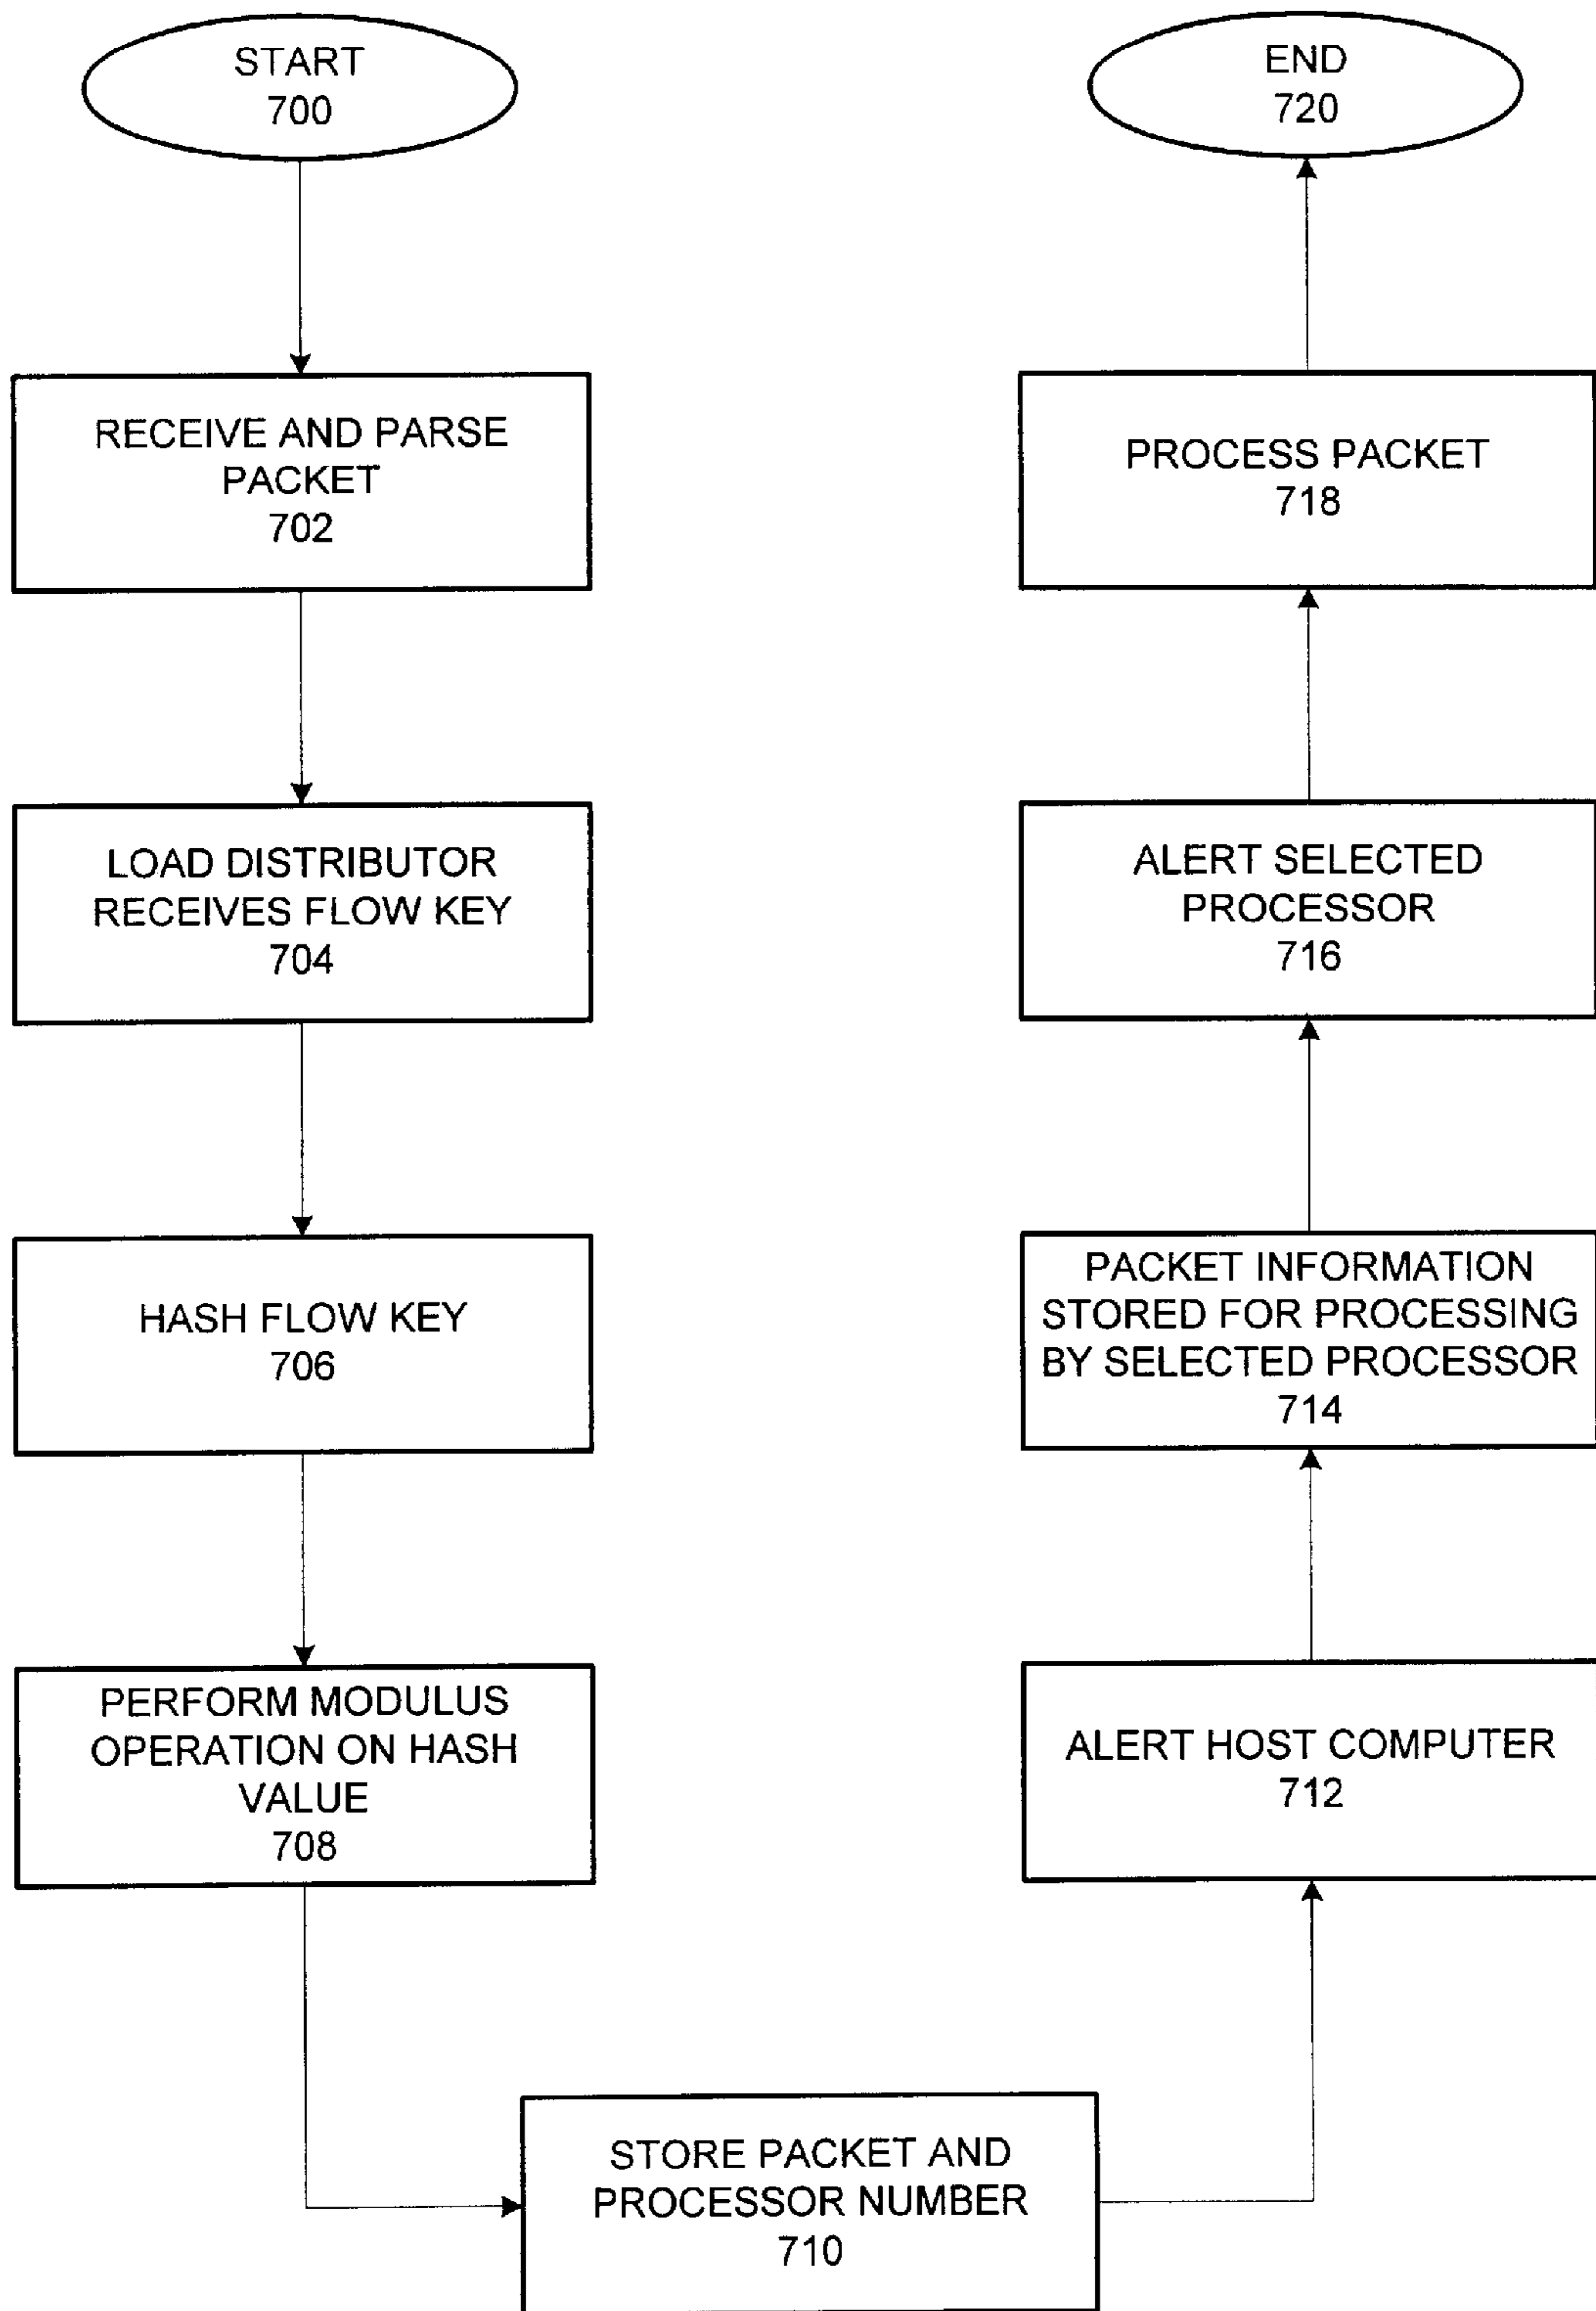 START
700
RECEIVE AND PARSE
PACKET
702
LOAD DISTRIBUTOR
RECEIVES FLOW KEY
704
HASH FLOW KEY
706
PERFORM MODULUS
OPERATION ON HASH
VALUE
708
STORE PACKET AND
PROCESSOR NUMBER
710
ALERT HOST COMPUTER
712
PACKET INFORMATION
STORED FOR PROCESSING
BY SELECTED PROCESSOR
714
ALERT SELECTED
PROCESSOR
716
PROCESS PACKET
718
END
720